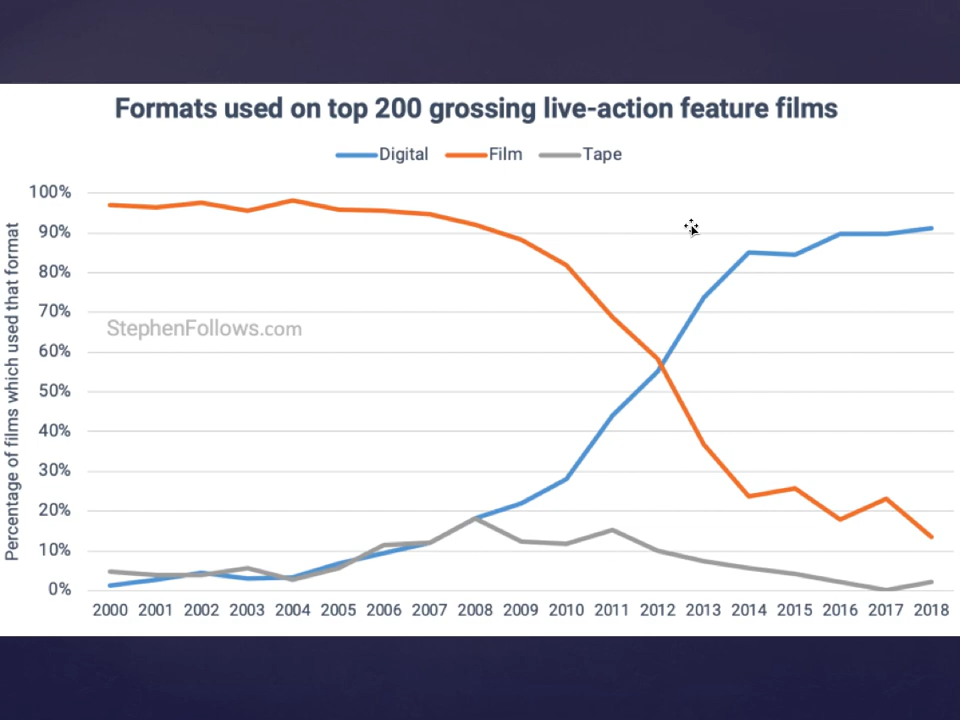 Formats used on top 200 grossing live-action feature films
Digital Film Tape
Percentage of films which used that format
100%
90%
80%
70%
60%
50%
40%
30%
20%
10%
0%
StephenFollows.com
2000 2001 2002 2003 2004 2005 2006 2007 2008 2009 2010 2011 2012 2013 2014 2015 2016 2017 2018